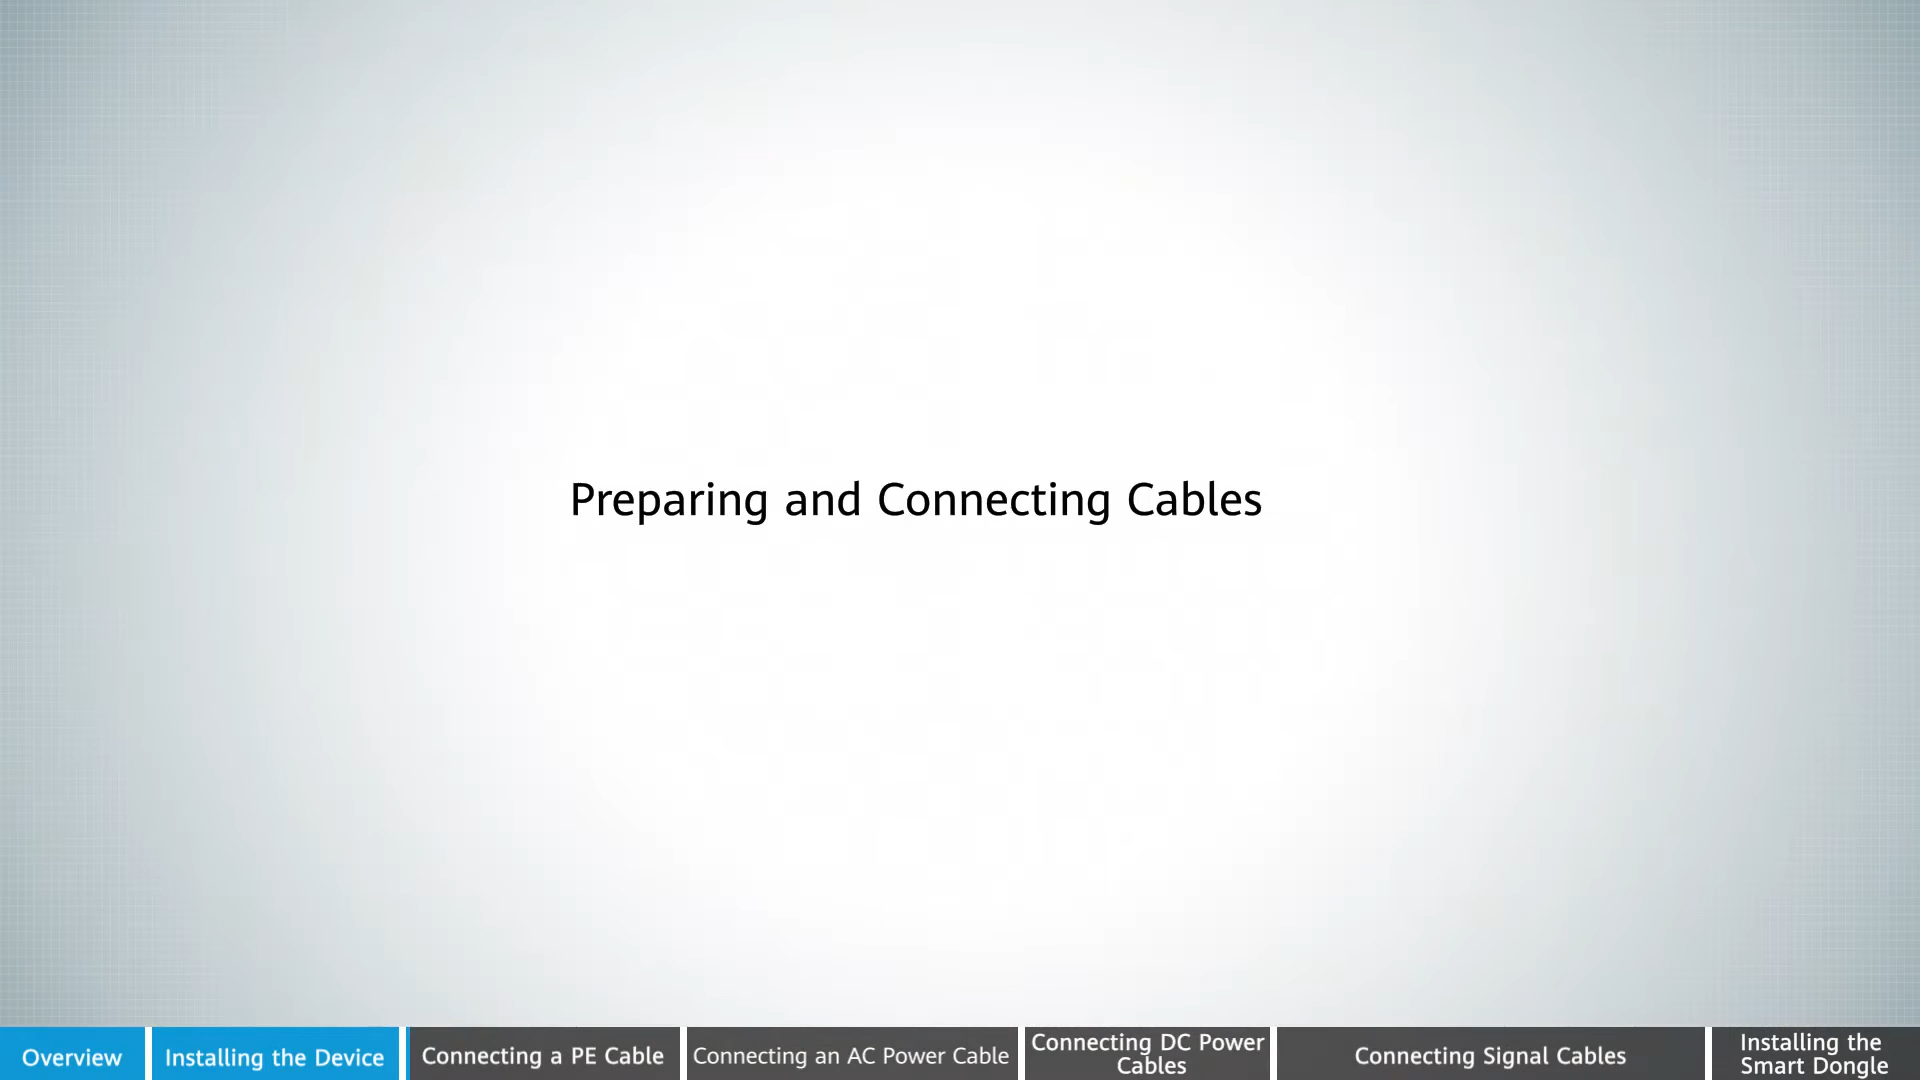 Preparing and Connecting Cables
Overview
Installing the Device
Connecting a PE Cable
Connecting an AC Power Cable
Connecting DC Power
Cables
Connecting Signal Cables
Installing the
Smart Dongle